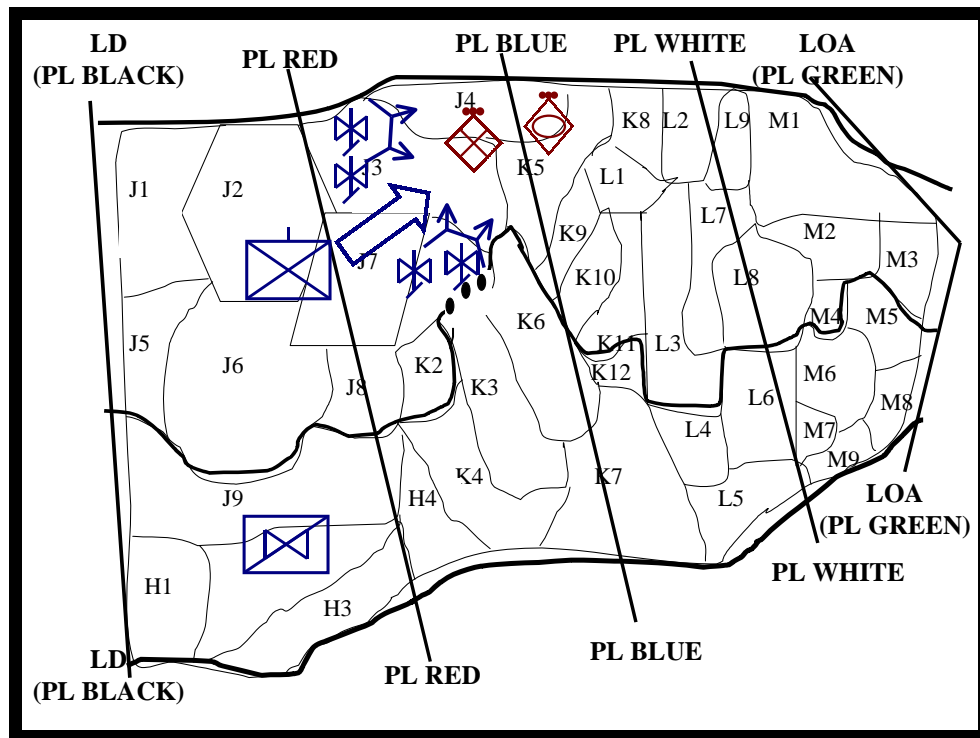 LD
(PL BLACK)
PL RED
PL BLUE
PL WHITE
LOA
(PL GREEN)
J4
K8
L2
L9
M1
J1
J2
J3
K5
L1
L7
K9
M2
M3
J7
K10
L8
K6
M4
M5
J5
K11
L3
J6
J8
K2
K3
K12
L6
M6
M8
L4
M7
M9
J9
H4
K4
K7
L5
LOA
(PL GREEN)
H1
H3
PL WHITE
PL BLUE
LD
(PL BLACK)
PL RED